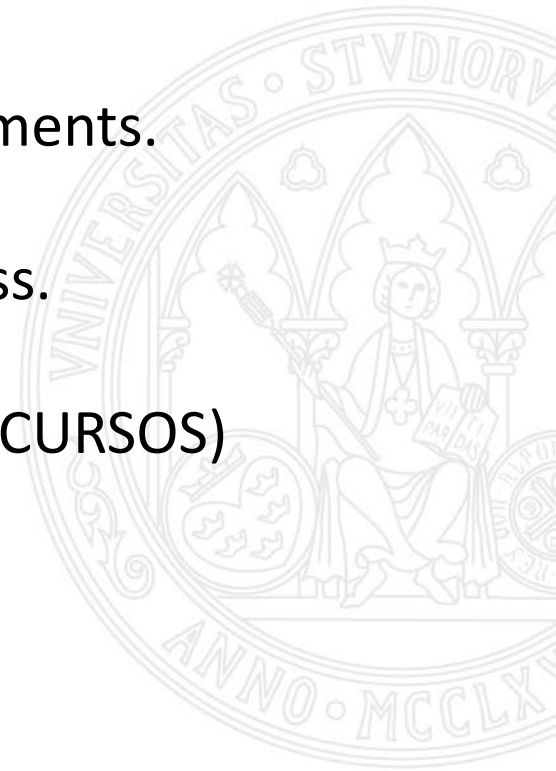 ments.
ss.
CURSOS)
VNIVERSITAS · STVDIORV
ANNO · MCCLX